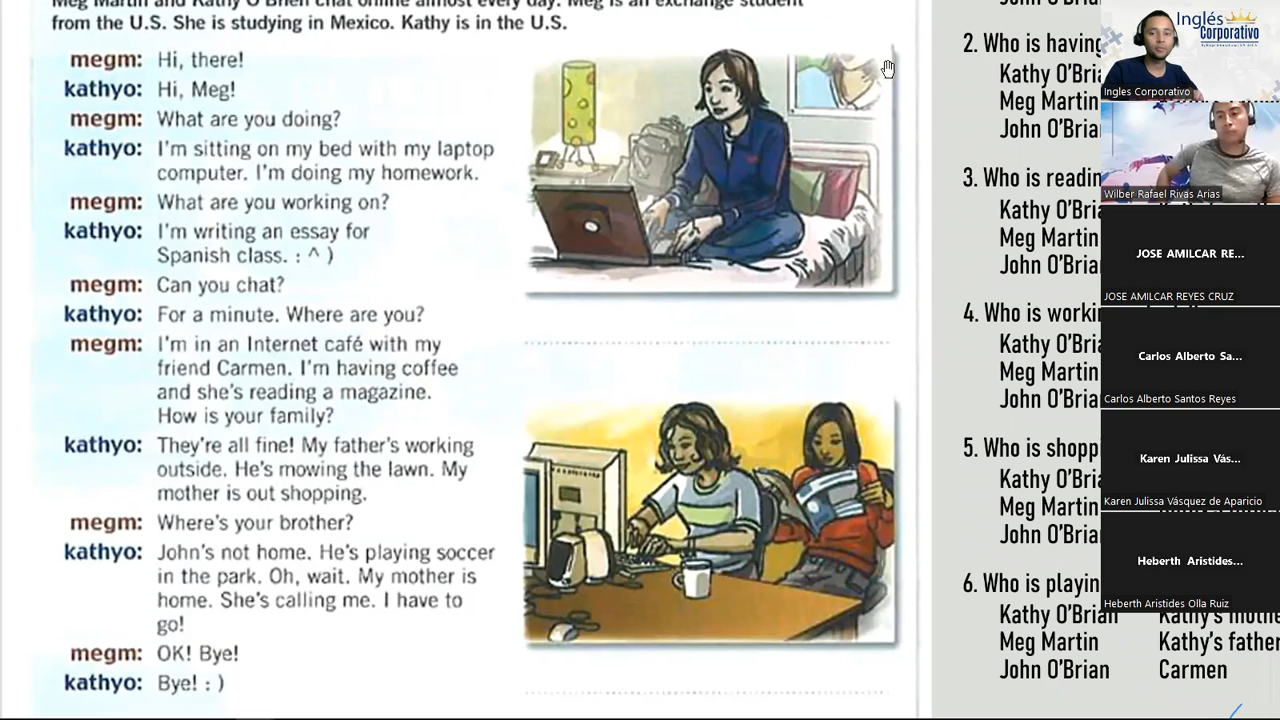 Meg Martin and Kathy O'Brien chat online almost every day. Meg is an exchange student
from the U.S. She is studying in Mexico. Kathy is in the U.S.
megm: Hi, there!
kathyo: Hi, Meg!
megm: What are you doing?
kathyo: I'm sitting on my bed with my laptop
computer. I'm doing my homework.
megm: What are you working on?
kathyo: I'm writing an essay for
Spanish class. : ^ )
megm: Can you chat?
kathyo: For a minute. Where are you?
megm: I'm in an Internet café with my
friend Carmen. I'm having coffee
and she's reading a magazine.
How is your family?
kathyo: They're all fine! My father's working
outside. He's mowing the lawn. My
mother is out shopping.
megm: Where's your brother?
kathyo: John's not home. He's playing soccer
in the park. Oh, wait. My mother is
home. She's calling me. I have to
go!
megm: OK! Bye!
kathyo: Bye! : )
2. Who is having
Kathy O'Bria
Meg Martin
John O'Brian
3. Who is readin
Kathy O'Bria
Meg Martin
John O'Brian
4. Who is worki
Kathy O'Bria
Meg Martin
John O'Bria
5. Who is shoppi
Kathy O'Bria
Meg Martin
John O'Bria
6. Who is playin
Kathy O'Brian Kathy's mothe
Meg Martin Kathy's father
John O'Brian Carmen
Inglés
Corporativo
Ingles Corporativo
Wilber Rafael Rivas Arias
JOSE AMILCAR RE...
JOSE AMILCAR REYES CRUZ
Carlos Alberto Sa...
Carlos Alberto Santos Reyes
Karen Julissa Vás...
Karen Julissa Vásquez de Aparicio
Heberth Aristides...
Heberth Aristides Olla Ruiz